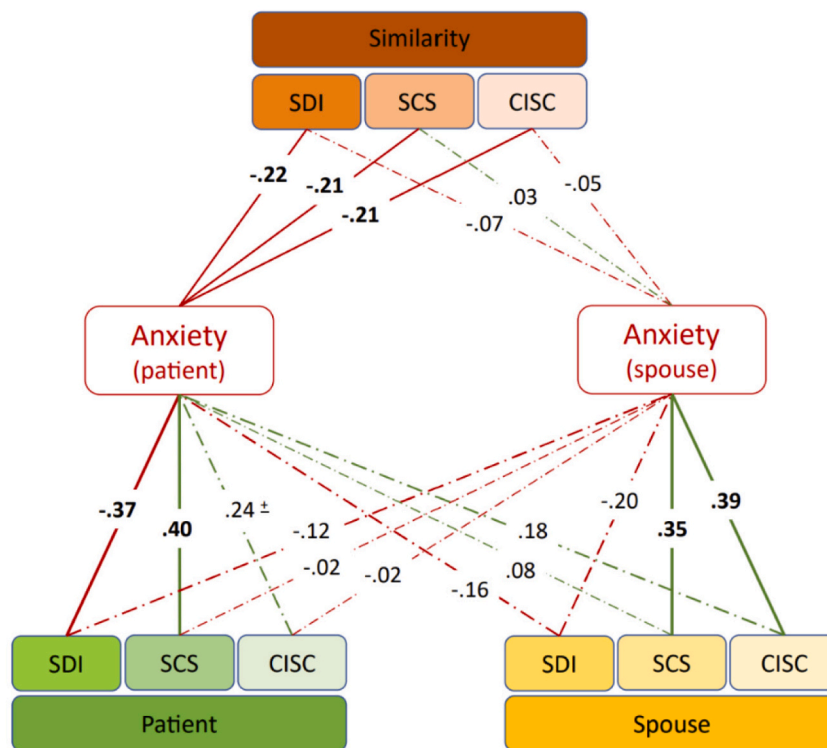 Similarity
SDI SCS CISC
-.22 -.21 -.21 -.07 .03 -.05
Anxiety
(patient)
Anxiety
(spouse)
-.37 .40 .24 ± -.12 -.02 -.02 -.16 .08 .18 -.20 .35 .39
SDI SCS CISC
Patient
SDI SCS CISC
Spouse